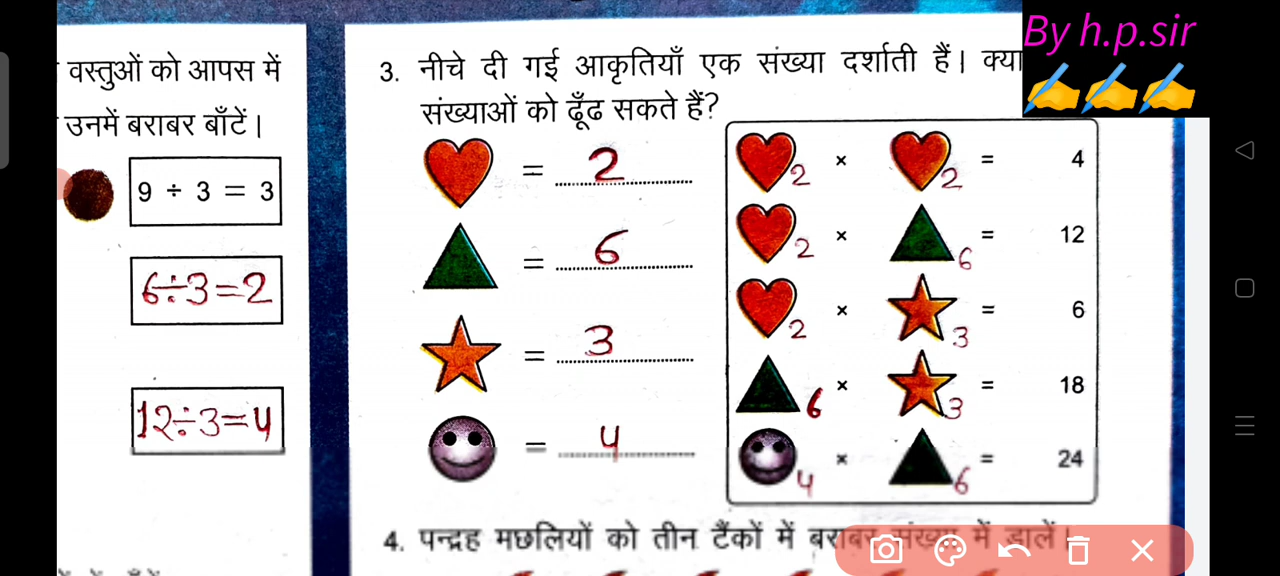 वस्तुओं को आपस में
उनमें बराबर बाँटें।
9 ÷ 3 = 3
6÷3=2
12÷3=4
By h.p.sir
3. नीचे दी गई आकृतियाँ एक संख्या दर्शाती हैं। क्या
संख्याओं को ढूँढ सकते हैं?
= 2
= 6
= 3
= 4
2 × 2 = 4
2 × 6 = 12
2 × 3 = 6
6 × 3 = 18
4 × 6 = 24
4. पन्द्रह मछलियों को तीन टैंकों में बराबर संख्या में डालें।